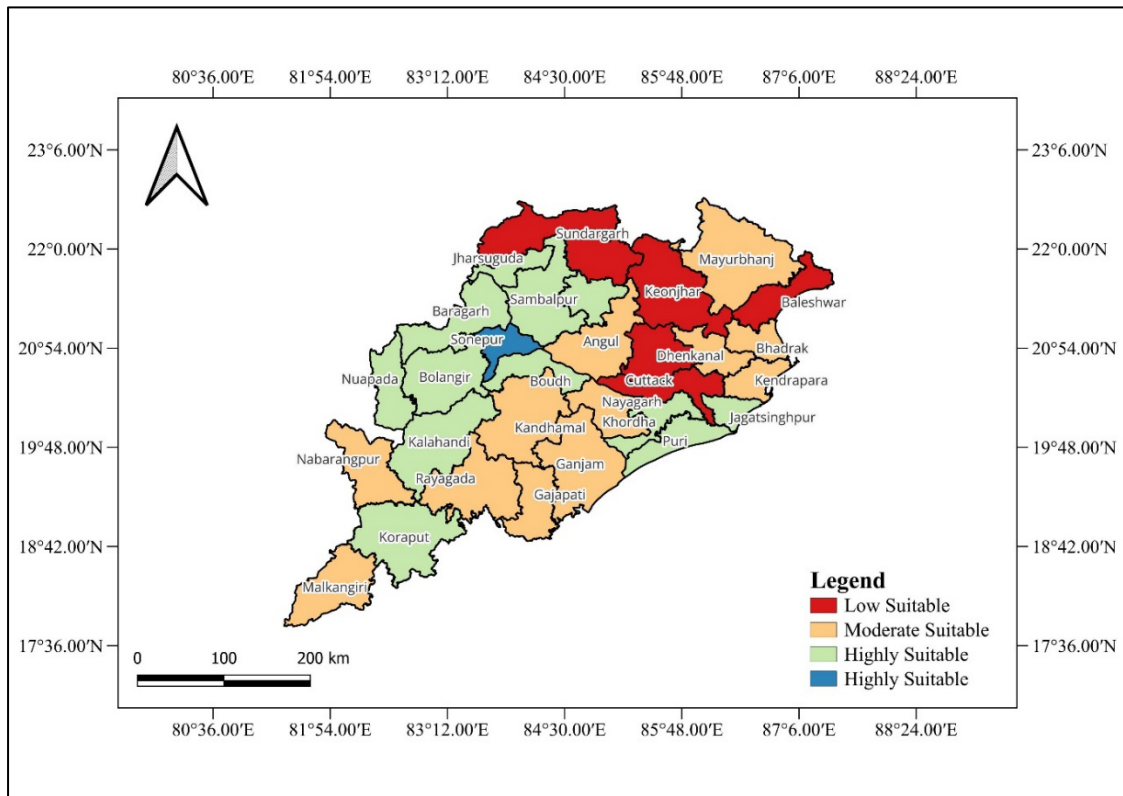 80°36.00′E 81°54.00′E 83°12.00′E 84°30.00′E 85°48.00′E 87°6.00′E 88°24.00′E
23°6.00′N 23°6.00′N
22°0.00′N 22°0.00′N
20°54.00′N 20°54.00′N
19°48.00′N 19°48.00′N
18°42.00′N 18°42.00′N
17°36.00′N 17°36.00′N
Sundargarh
Jharsuguda
Mayurbhanj
Keonjhar
Sambalpur
Baleshwar
Baragarh
Sonepur
Angul
Bhadrak
Dhenkanal
Nuapada
Bolangir
Boudh
Cuttack
Kendrapara
Nayagarh
Jagatsinghpur
Khordha
Kandhamal
Kalahandi
Puri
Nabarangpur
Ganjam
Rayagada
Gajapati
Koraput
Malkangiri
Legend
Low Suitable
Moderate Suitable
Highly Suitable
Highly Suitable
0 100 200 km
80°36.00′E 81°54.00′E 83°12.00′E 84°30.00′E 85°48.00′E 87°6.00′E 88°24.00′E